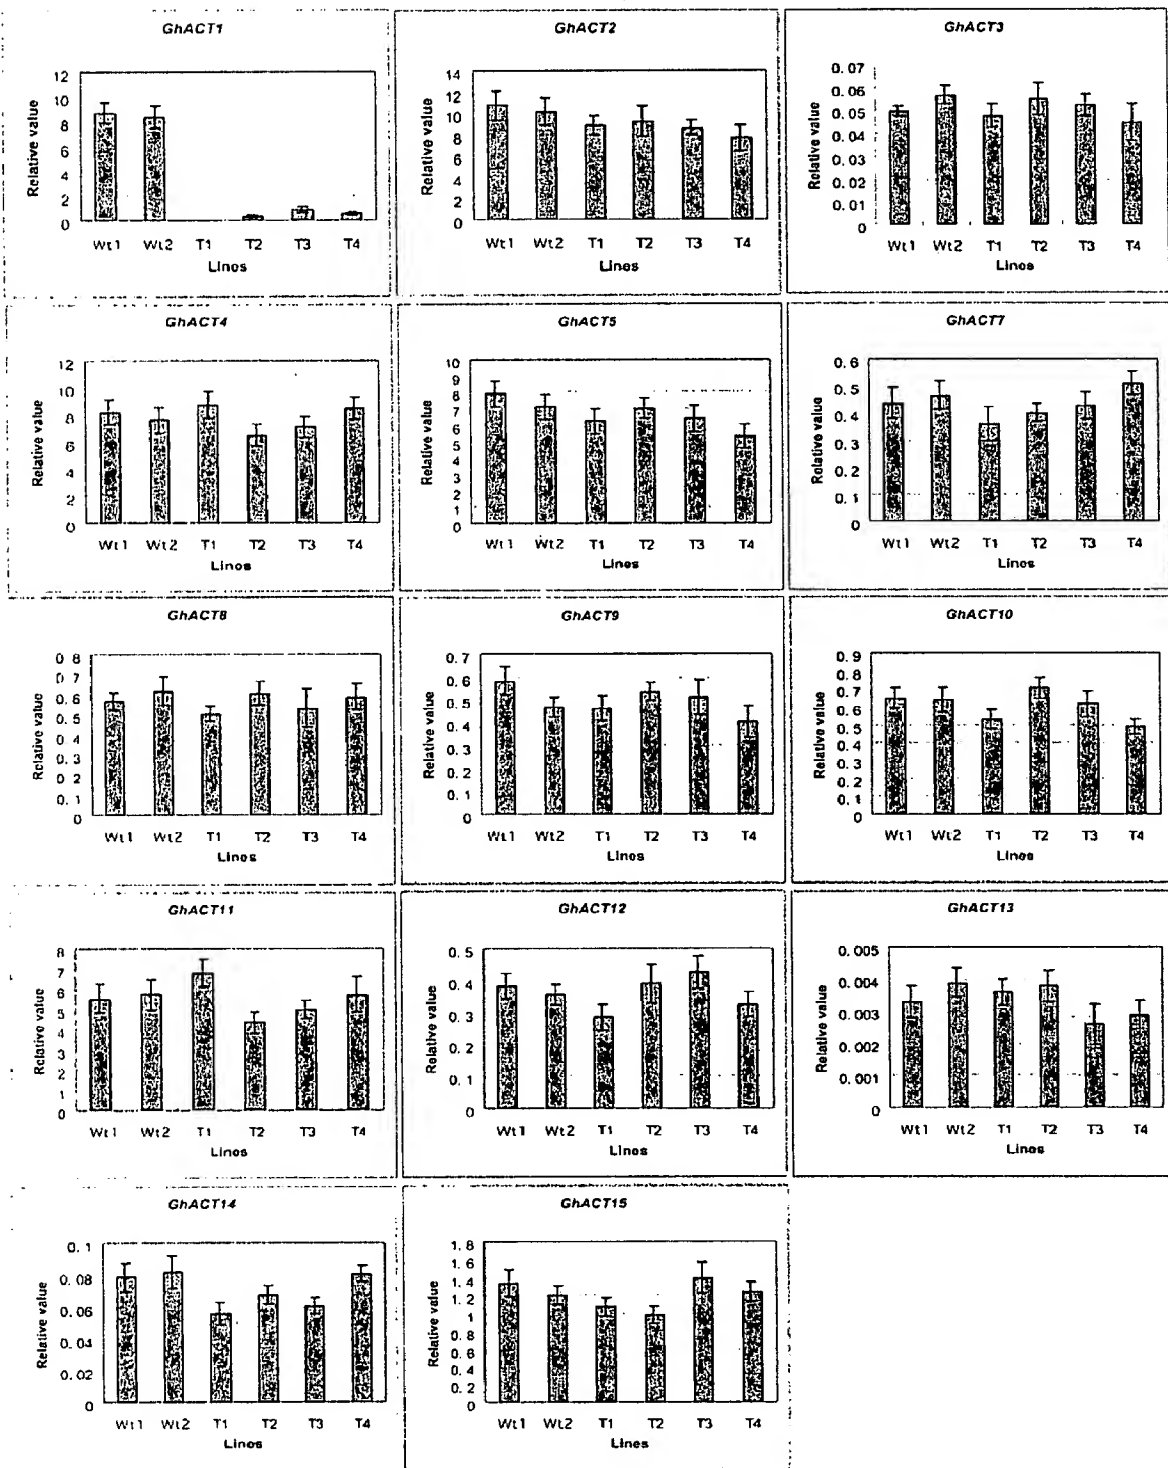 GhACT1
12
10
8
6
4
2
0
Relative value
Wt1 Wt2 T1 T2 T3 T4
Lines
GhACT2
14
12
10
8
6
4
2
0
Relative value
Wt1 Wt2 T1 T2 T3 T4
Lines
GhACT3
0.07
0.06
0.05
0.04
0.03
0.02
0.01
0
Relative value
Wt1 Wt2 T1 T2 T3 T4
Lines
GhACT4
12
10
8
6
4
2
0
Relative value
Wt1 Wt2 T1 T2 T3 T4
Lines
GhACT5
10
9
8
7
6
5
4
3
2
1
0
Relative value
Wt1 Wt2 T1 T2 T3 T4
Lines
GhACT7
0.6
0.5
0.4
0.3
0.2
0.1
0
Relative value
Wt1 Wt2 T1 T2 T3 T4
Lines
GhACT8
0.8
0.7
0.6
0.5
0.4
0.3
0.2
0.1
0
Relative value
Wt1 Wt2 T1 T2 T3 T4
Lines
GhACT9
0.7
0.6
0.5
0.4
0.3
0.2
0.1
0
Relative value
Wt1 Wt2 T1 T2 T3 T4
Lines
GhACT10
0.9
0.8
0.7
0.6
0.5
0.4
0.3
0.2
0.1
0
Relative value
Wt1 Wt2 T1 T2 T3 T4
Lines
GhACT11
8
7
6
5
4
3
2
1
0
Relative value
Wt1 Wt2 T1 T2 T3 T4
Lines
GhACT12
0.5
0.4
0.3
0.2
0.1
0
Relative value
Wt1 Wt2 T1 T2 T3 T4
Lines
GhACT13
0.005
0.004
0.003
0.002
0.001
0
Relative value
Wt1 Wt2 T1 T2 T3 T4
Lines
GhACT14
0.1
0.08
0.06
0.04
0.02
0
Relative value
Wt1 Wt2 T1 T2 T3 T4
Lines
GhACT15
1.8
1.6
1.4
1.2
1
0.8
0.6
0.4
0.2
0
Relative value
Wt1 Wt2 T1 T2 T3 T4
Lines